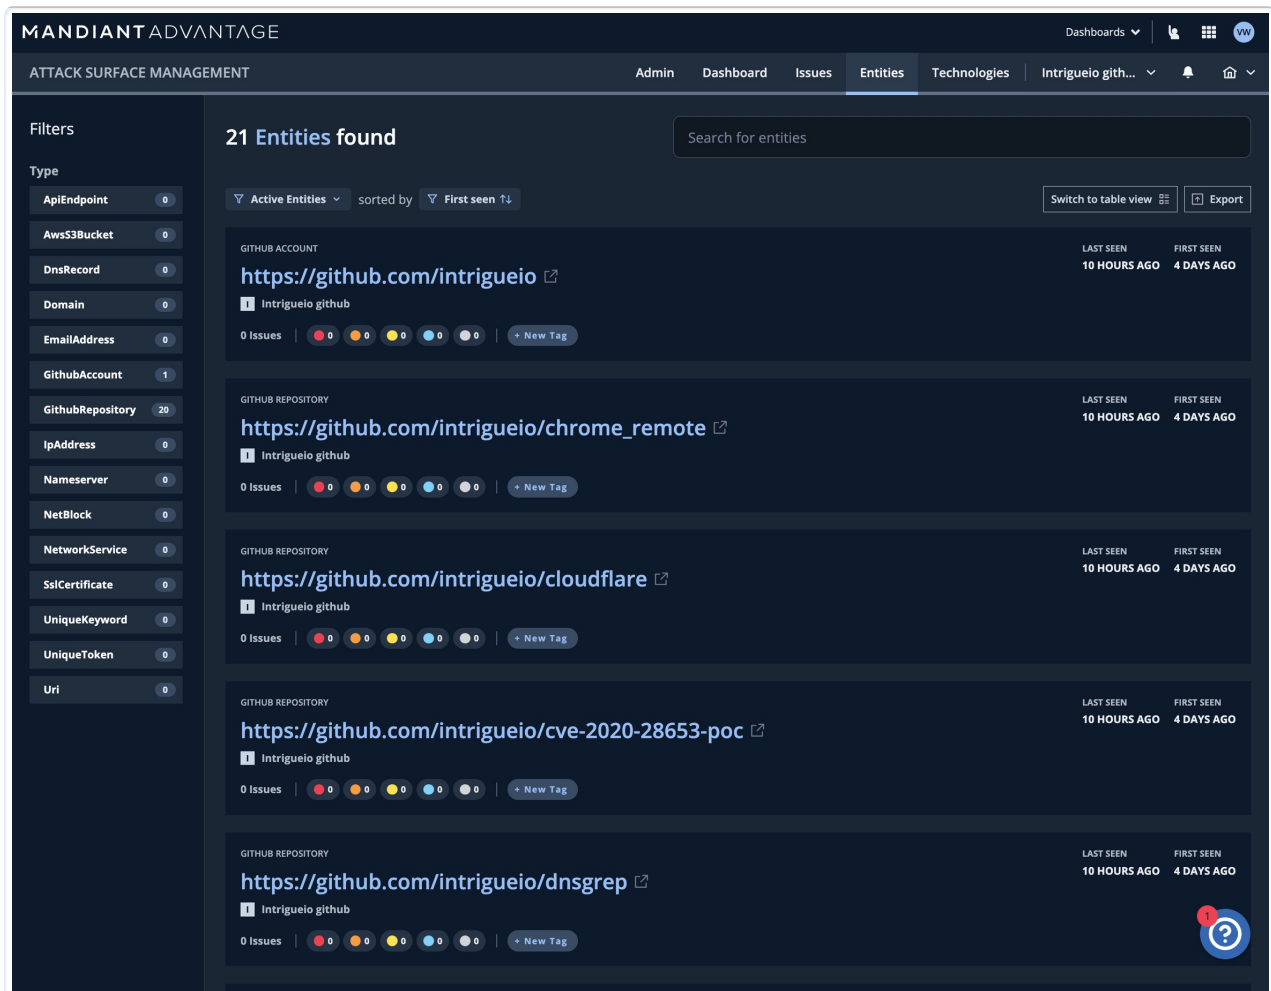 MANDIANT ADVANTAGE
Dashboards
VW
ATTACK SURFACE MANAGEMENT
Admin
Dashboard
Issues
Entities
Technologies
Intrigueio gith...
Filters
Type
ApiEndpoint 0
AwsS3Bucket 0
DnsRecord 0
Domain 0
EmailAddress 0
GithubAccount 1
GithubRepository 20
IpAddress 0
Nameserver 0
NetBlock 0
NetworkService 0
SslCertificate 0
UniqueKeyword 0
UniqueToken 0
Uri 0
21 Entities found
Search for entities
Active Entities sorted by First seen
Switch to table view
Export
GITHUB ACCOUNT
https://github.com/intrigueio
I Intrigueio github
0 Issues 0 0 0 0 0 + New Tag
LAST SEEN FIRST SEEN
10 HOURS AGO 4 DAYS AGO
GITHUB REPOSITORY
https://github.com/intrigueio/chrome_remote
I Intrigueio github
0 Issues 0 0 0 0 0 + New Tag
LAST SEEN FIRST SEEN
10 HOURS AGO 4 DAYS AGO
GITHUB REPOSITORY
https://github.com/intrigueio/cloudflare
I Intrigueio github
0 Issues 0 0 0 0 0 + New Tag
LAST SEEN FIRST SEEN
10 HOURS AGO 4 DAYS AGO
GITHUB REPOSITORY
https://github.com/intrigueio/cve-2020-28653-poc
I Intrigueio github
0 Issues 0 0 0 0 0 + New Tag
LAST SEEN FIRST SEEN
10 HOURS AGO 4 DAYS AGO
GITHUB REPOSITORY
https://github.com/intrigueio/dnsgrep
I Intrigueio github
0 Issues 0 0 0 0 0 + New Tag
LAST SEEN FIRST SEEN
10 HOURS AGO 4 DAYS AGO
1
?